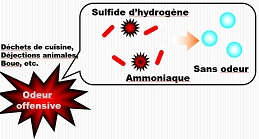 Sulfide d'hydrogène
Déchets de cuisine,
Déjections animales,
Boue, etc.
Ammoniaque
Sans odeur
Odeur
offensive